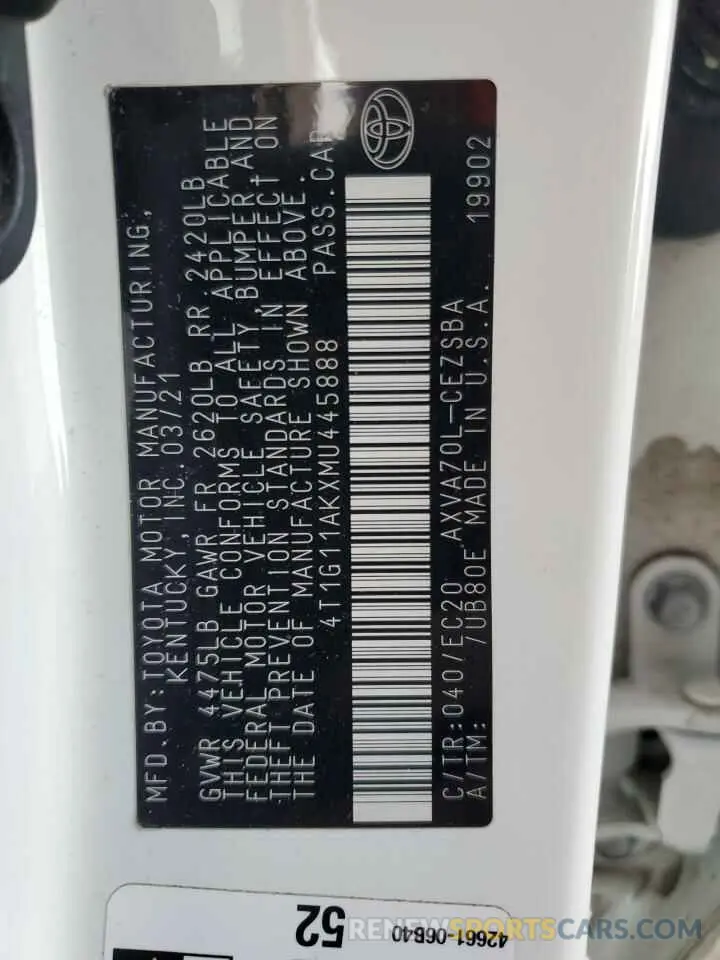 MFD.BY:TOYOTA MOTOR MANUFACTURING,
KENTUCKY, INC. 03/21
GVWR 4475LB GAWR FR 2620LB RR 2420LB
THIS VEHICLE CONFORMS TO ALL APPLICABLE
FEDERAL MOTOR VEHICLE SAFETY, BUMPER, AND
THEFT PREVENTION STANDARDS IN EFFECT ON
THE DATE OF MANUFACTURE SHOWN ABOVE.
4T1G11AKXMU445888 PASS.CAR
C/TR:040/EC20 AXVA70L-CEZSBA 19902
A/TM: /UB80E MADE IN U.S.A.
52
42661-06B40
RENEWSPORTSCARS.COM